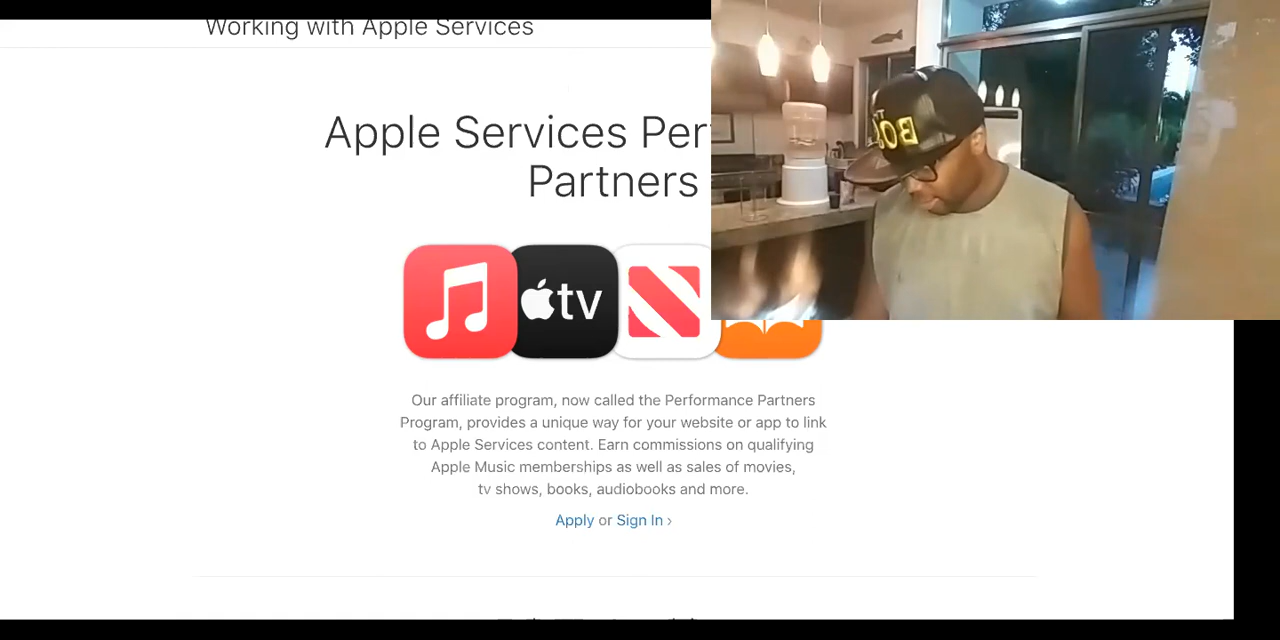 Working with Apple Services
Apple Services Per
Partners
tv
Our affiliate program, now called the Performance Partners
Program, provides a unique way for your website or app to link
to Apple Services content. Earn commissions on qualifying
Apple Music memberships as well as sales of movies,
tv shows, books, audiobooks and more.
Apply or Sign In ›